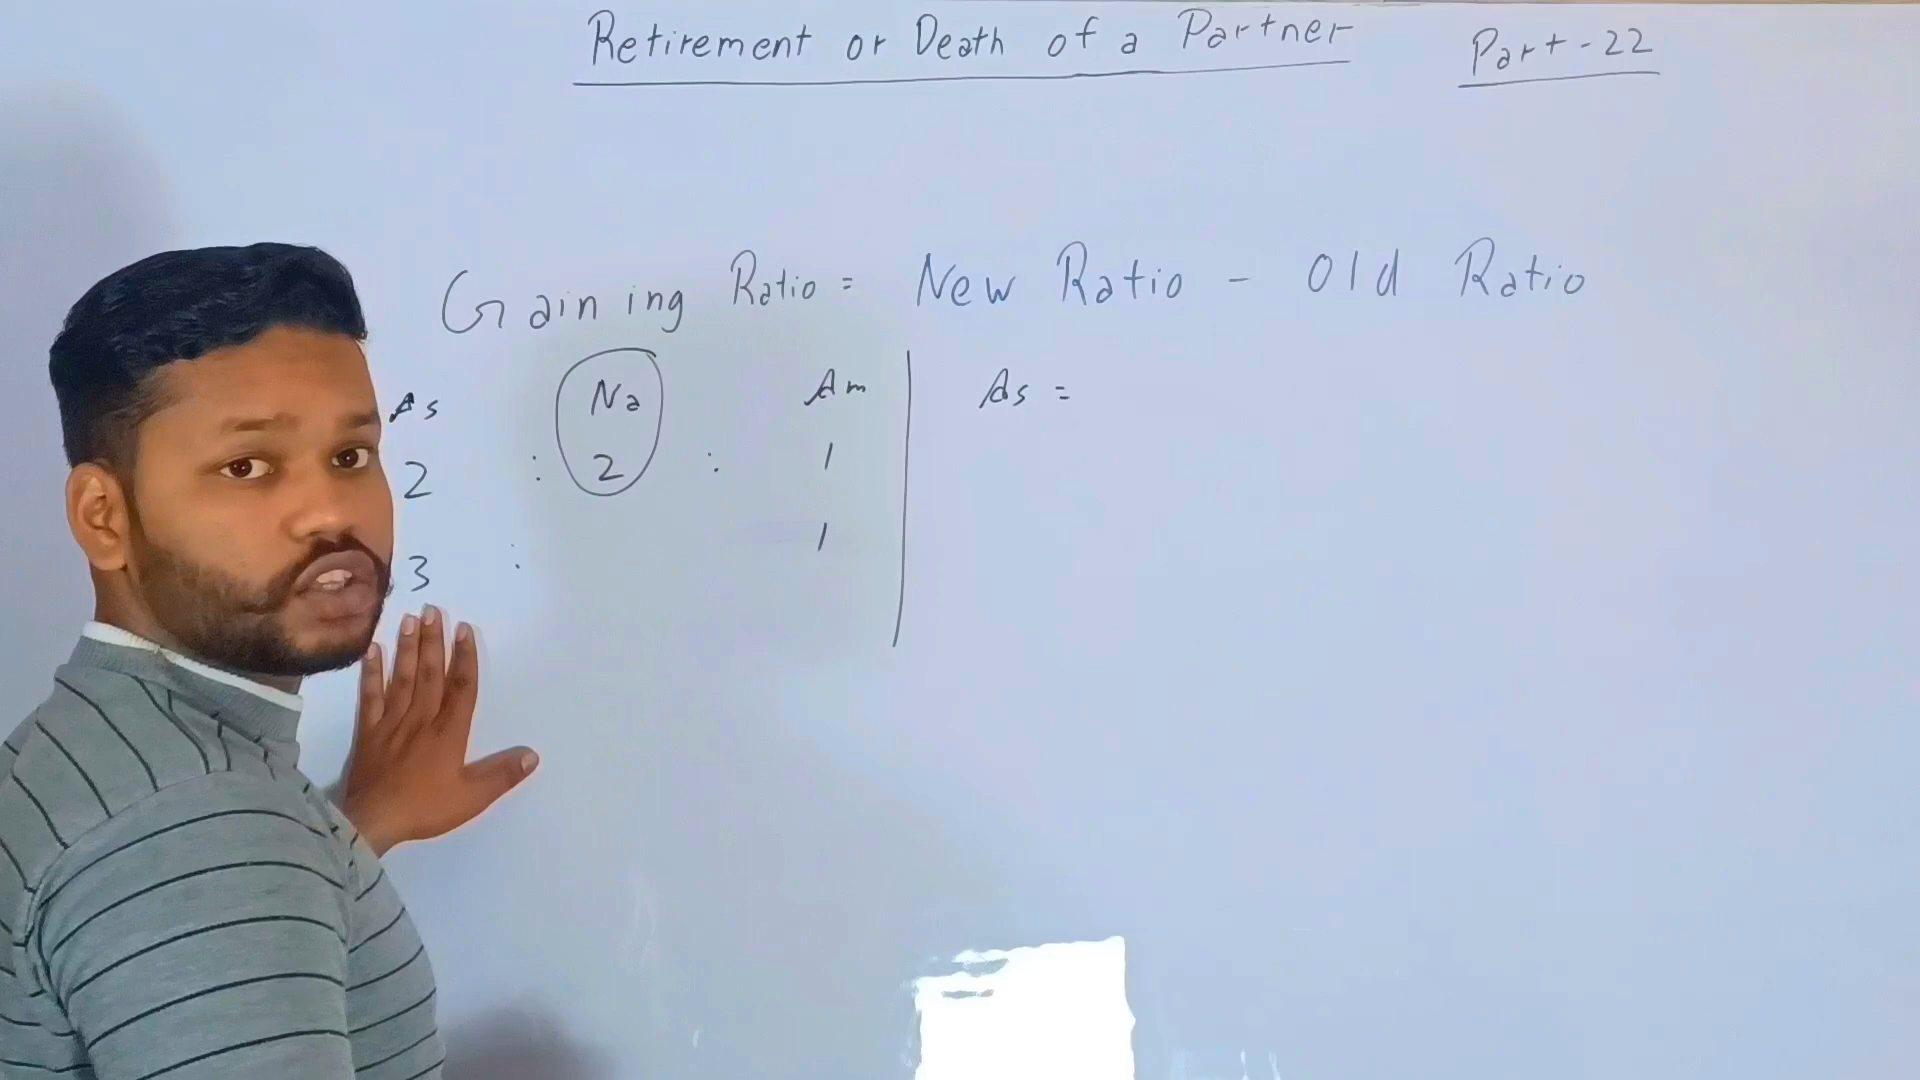 Retirement or Death of a Partner Part-22
Gaining Ratio = New Ratio - Old Ratio
As Na Am As =
2 : 2 : 1
3 : 1